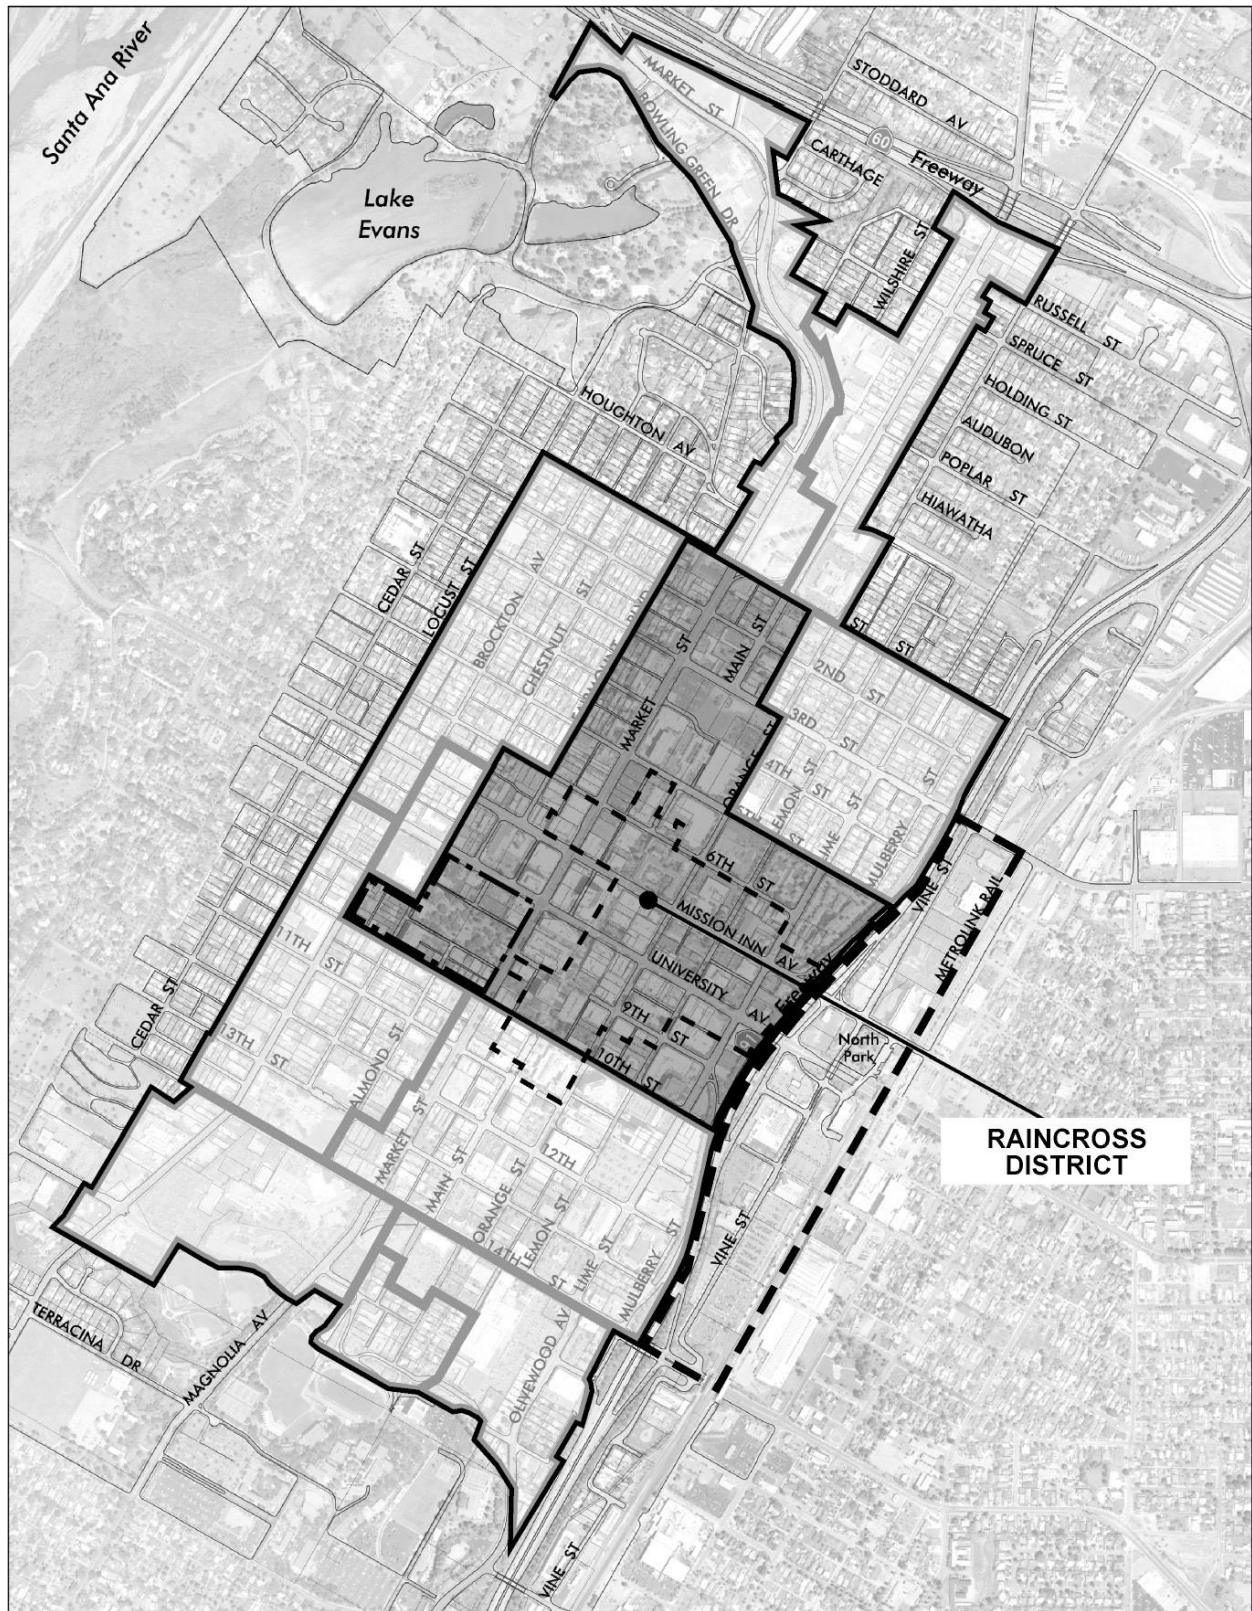 Santa Ana River
Lake
Evans
MARKET ST
BOWLING GREEN DR
STODDARD AV
60
Freeway
CARTHAGE
WILSHIRE ST
RUSSELL ST
SPRUCE ST
HOLDING ST
AUDUBON
POPLAR ST
HIAWATHA
HOUGHTON AV
CEDAR ST
LOCUST ST
BROCKTON AV
CHESTNUT ST
MARKET ST
MAIN ST
ST
ST
2ND ST
3RD ST
4TH ST
ORANGE ST
LEMON ST
ST
MULBERRY ST
6TH ST
MISSION INN AV
UNIVERSITY AV
9TH ST
10TH ST
Freeway
91
VINE ST
METROLINK RAIL
North
Park
RAINCROSS
DISTRICT
11TH ST
13TH ST
CEDAR ST
ALMOND ST
MARKET ST
MAIN ST
12TH
ORANGE ST
LEMON ST
14TH ST
LIME ST
MULBERRY ST
VINE ST
OLIVEWOOD AV
TERRACINA DR
MAGNOLIA AV
VINE ST